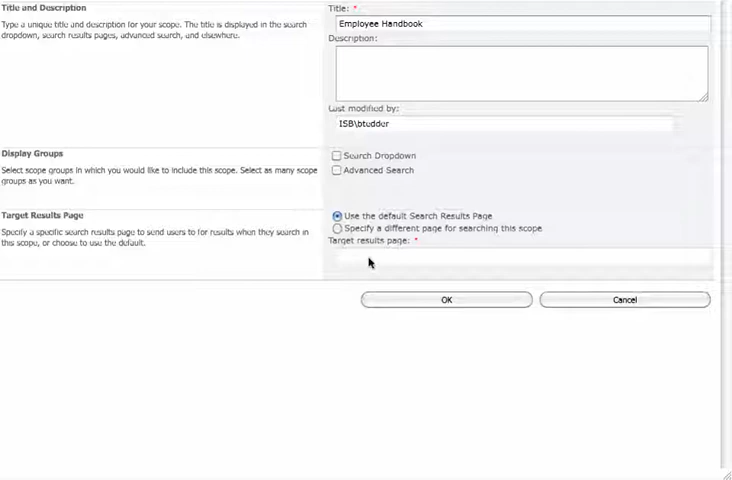 Title and Description
Type a unique title and description for your scope. The title is displayed in the search
dropdown, search results pages, advanced search, and elsewhere.
Title: *
Employee Handbook
Description:
Last modified by:
ISB\btedder
Display Groups
Select scope groups in which you would like to include this scope. Select as many scope
groups as you want.
Search Dropdown
Advanced Search
Target Results Page
Specify a specific search results page to send users to for results when they search in
this scope, or choose to use the default.
Use the default Search Results Page
Specify a different page for searching this scope
Target results page: *
OK
Cancel